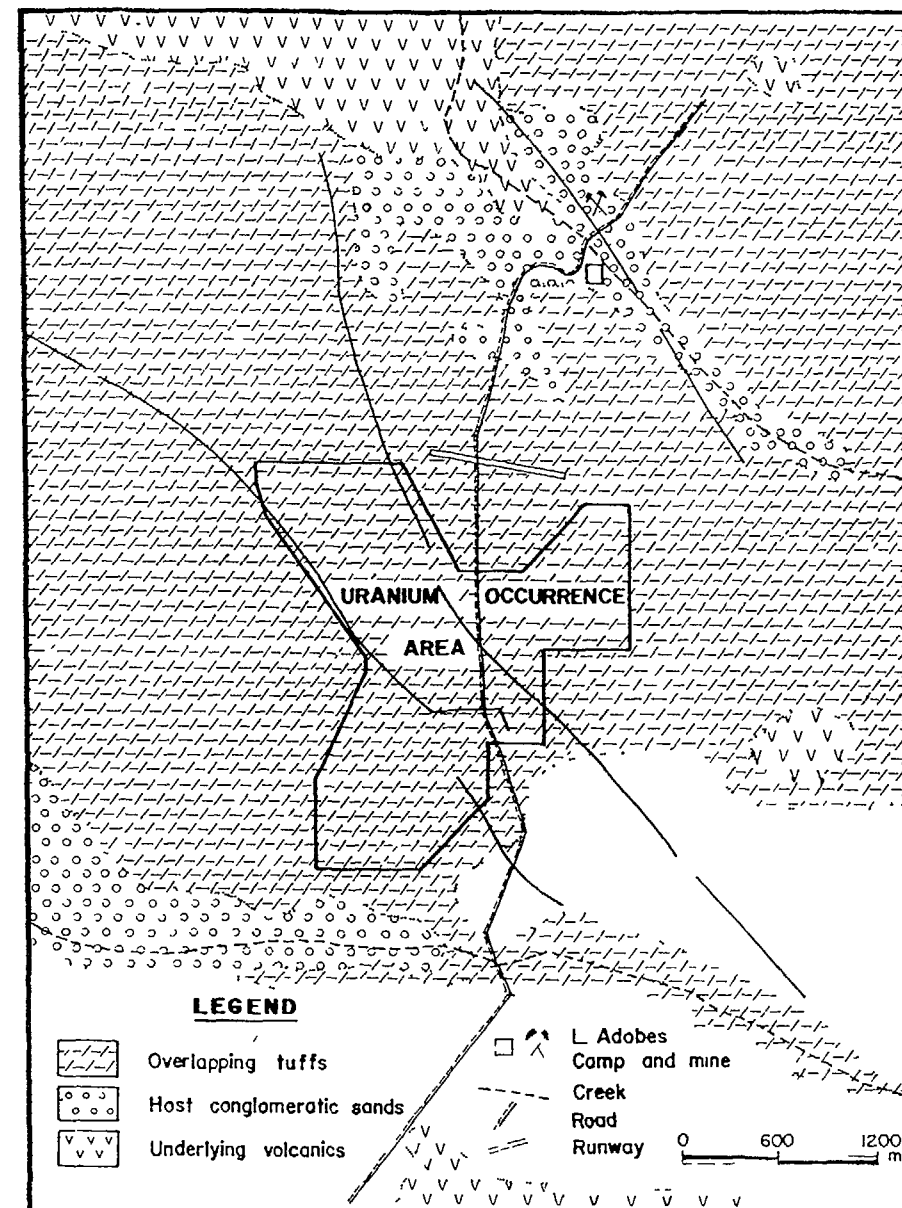 URANIUM OCCURRENCE
AREA
LEGEND
Overlapping tuffs
Host conglomeratic sands
Underlying volcanics
L Adobes
Camp and mine
Creek
Road
Runway
0 600 1200
m